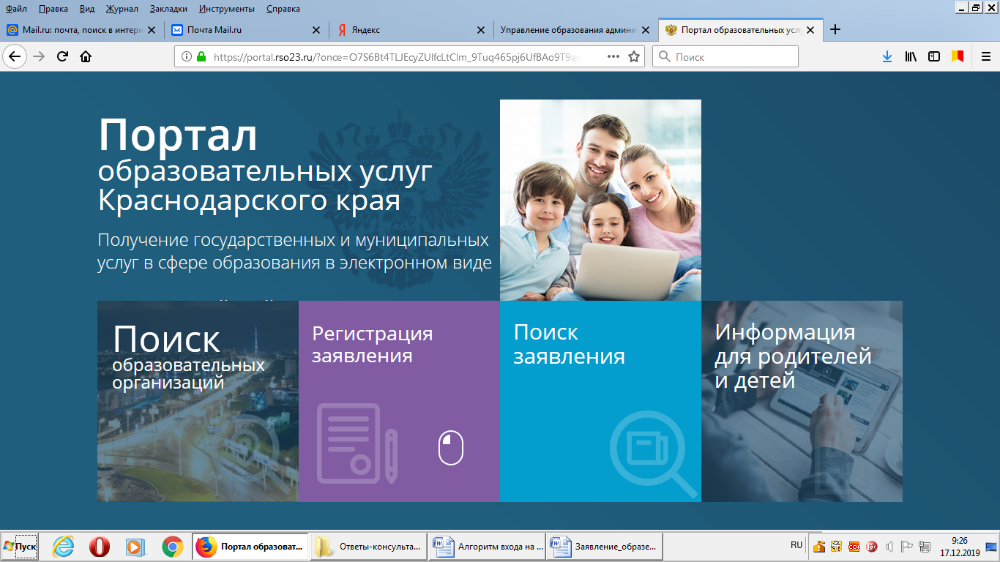 Файл Правка Вид Журнал Закладки Инструменты Справка
Mail.ru: почта, поиск в интерн
Почта Mail.ru
Яндекс
Управление образования админи
Портал образовательных усл
https://portal.rso23.ru/?once=
Поиск
Портал
образовательных услуг
Краснодарского края
Получение государственных и муниципальных
услуг в сфере образования в электронном виде
Поиск
образовательных
организаций
Регистрация
заявления
Поиск
заявления
Информация
для родителей
и детей
Пуск
Портал образоват...
Ответы-консульта...
Алгоритм входа на ...
Заявление_образе...
RU
9:26
17.12.2019